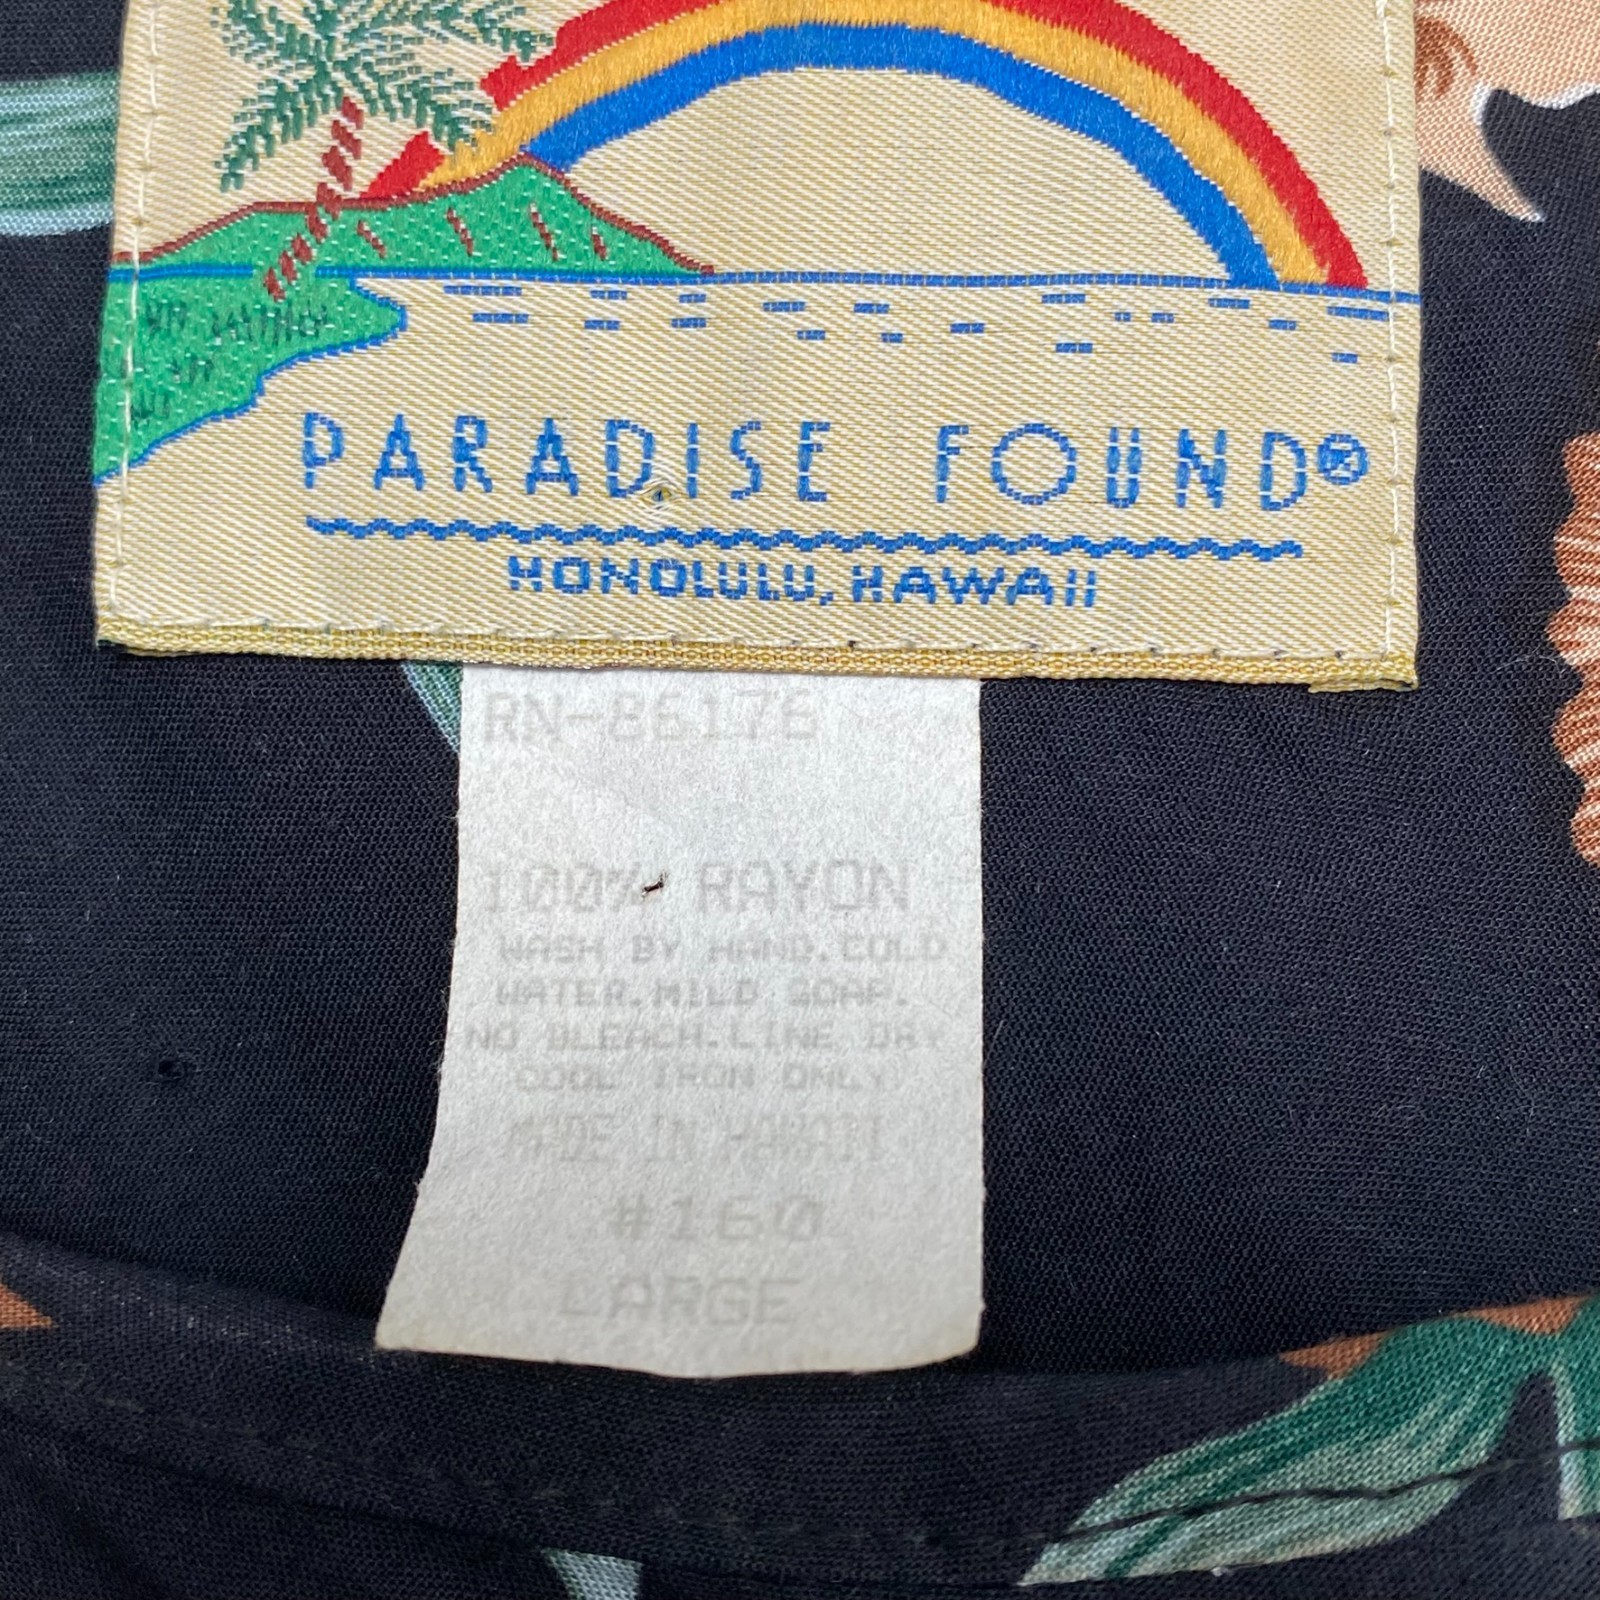 PARADISE FOUND®
HONOLULU, HAWAII
RN-86176
100% RAYON
WASH BY HAND.COLD
WATER.MILD SOAP.
NO BLEACH.LINE DRY
COOL IRON ONLY
MADE IN HAWAII
#160
LARGE